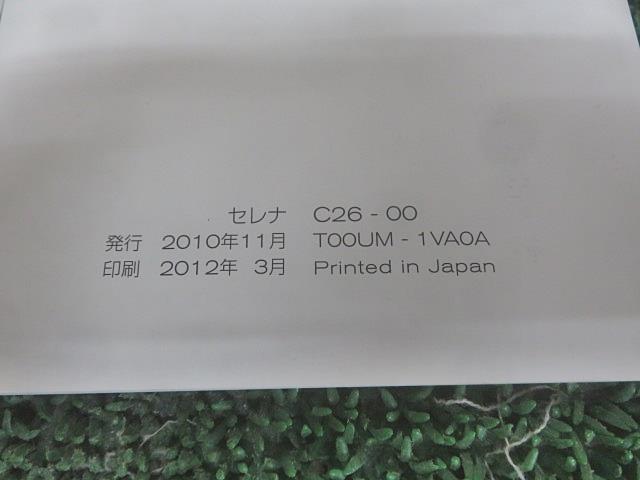 セレナ C26 - 00
発行 2010年11月 T00UM - 1VA0A
印刷 2012年 3月 Printed in Japan